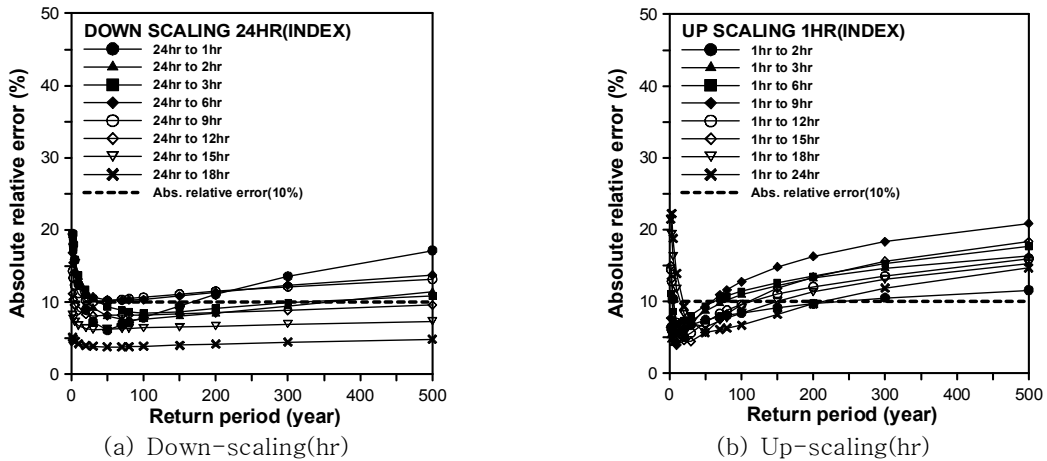 DOWN SCALING 24HR(INDEX)
24hr to 1hr
24hr to 2hr
24hr to 3hr
24hr to 6hr
24hr to 9hr
24hr to 12hr
24hr to 15hr
24hr to 18hr
Abs. relative error(10%)
Absolute relative error (%)
50
40
30
20
10
0
0 100 200 300 400 500
Return period (year)
(a) Down-scaling(hr)
UP SCALING 1HR(INDEX)
1hr to 2hr
1hr to 3hr
1hr to 6hr
1hr to 9hr
1hr to 12hr
1hr to 15hr
1hr to 18hr
1hr to 24hr
Abs. relative error(10%)
Absolute relative error (%)
50
40
30
20
10
0
0 100 200 300 400 500
Return period (year)
(b) Up-scaling(hr)